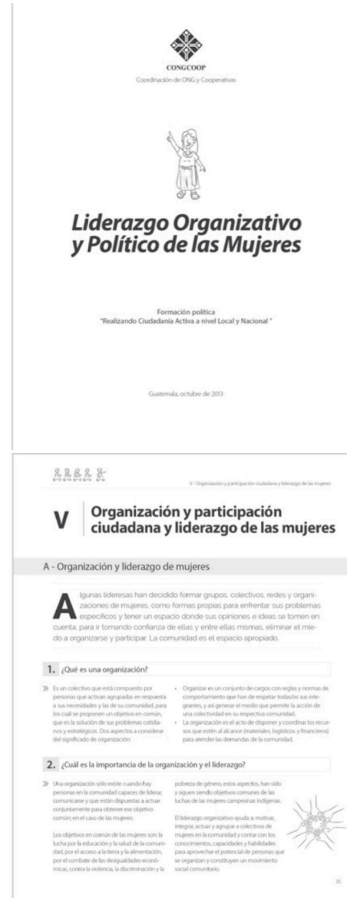 CONGCOOP
Coordinación de ONG y Cooperativas
Liderazgo Organizativo
y Político de las Mujeres
Formación política
"Realizando Ciudadanía Activa a nivel Local y Nacional "
Guatemala, octubre de 2013
V - Organización y participación ciudadana y liderazgo de las mujeres
V
Organización y participación
ciudadana y liderazgo de las mujeres
A - Organización y liderazgo de mujeres
Algunas lideresas han decidido formar grupos, colectivos, redes y organi-
zaciones de mujeres, como formas propias para enfrentar sus problemas
específicos y tener un espacio donde sus opiniones e ideas se tomen en
cuenta, para ir tomando confianza de ellas y entre ellas mismas, eliminar el mie-
do a organizarse y participar. La comunidad es el espacio apropiado.
1. ¿Qué es una organización?
» Es un colectivo que está compuesto por
personas que activan agrupadas en respuesta
a sus necesidades y las de su comunidad, para
los cuál se proponen un objetivo en común,
que es la solución de sus problemas cotidia-
nos y estratégicos. Dos aspectos a considerar
del significado de organización:
• Organizar es un conjunto de cargos con reglas y normas de
comportamiento que han de respetar todas/os sus inte-
grantes, y así generar el medio que permite la acción de
una colectividad en su respectiva comunidad.
• La organización es el acto de disponer y coordinar los recur-
sos que estén al alcance (materiales, logísticos y financieros)
para atender las demandas de la comunidad.
2. ¿Cuál es la importancia de la organización y el liderazgo?
» Una organización sólo existe cuando hay
personas en la comunidad capaces de liderar,
comunicarse y que están dispuestas a actuar
conjuntamente para obtener ese objetivo
común; en el caso de las mujeres.
Los objetivos en común de las mujeres son la
lucha por la educación y la salud de la comuni-
dad, por el acceso a la tierra y la alimentación,
por el combate de las desigualdades econó-
micas, contra la violencia, la discriminación y la
pobreza de género, estos aspectos, han sido
y siguen siendo objetivos comunes de las
luchas de las mujeres campesinas indígenas.
El liderazgo organizativo ayuda a motivar,
integrar, actuar y agrupar a colectivos de
mujeres en la comunidad y contar con los
conocimientos, capacidades y habilidades
para aprovechar el potencial de personas que
se organizan y constituyen un movimiento
social comunitario.